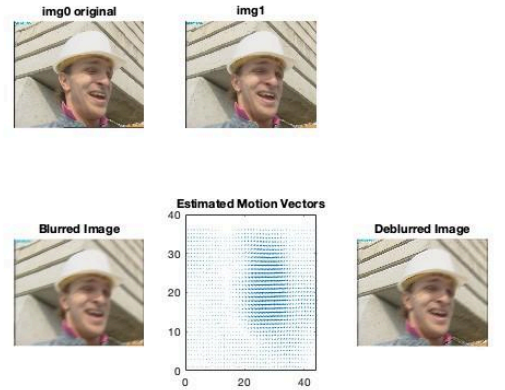 img0 original
img1
Blurred Image
Estimated Motion Vectors
40
30
20
10
0
0 20 40
Deblurred Image